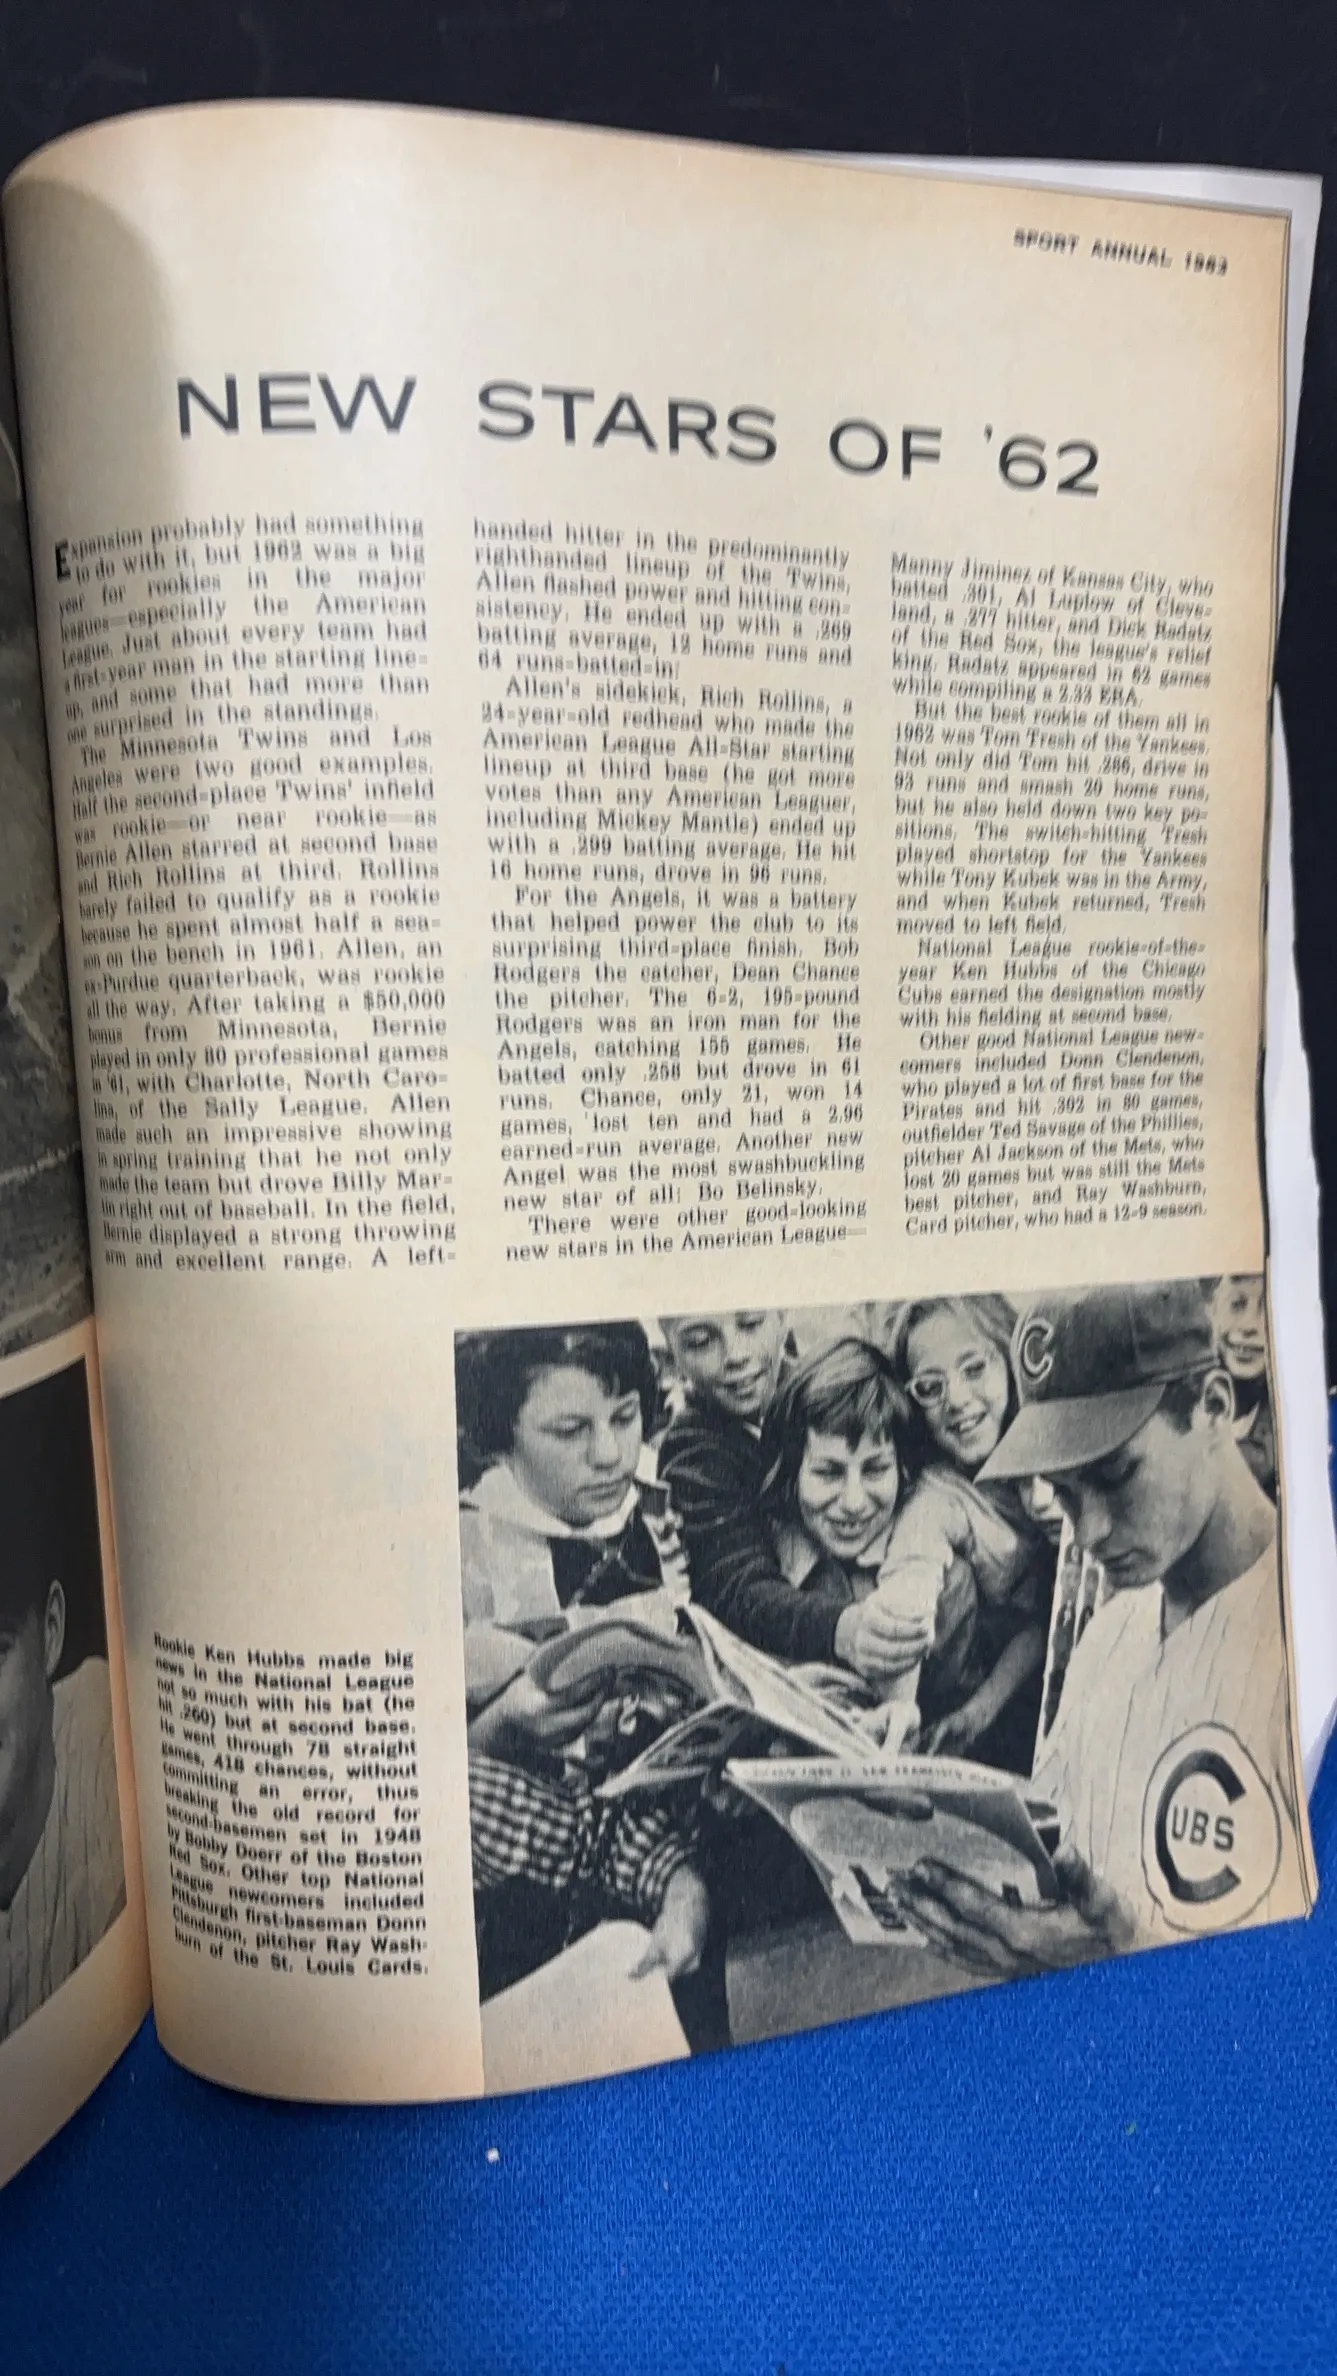 SPORT ANNUAL 1963
NEW STARS OF '62
Expansion probably had something
to do with it, but 1962 was a big
year for rookies in the major
leagues—especially the American
League. Just about every team had
a first-year man in the starting line-
up, and some that had more than
one surprised in the standings.
The Minnesota Twins and Los
Angeles were two good examples.
Half the second-place Twins' infield
was rookie—or near rookie—as
Bernie Allen starred at second base
and Rich Rollins at third. Rollins
barely failed to qualify as a rookie
because he spent almost half a sea-
son on the bench in 1961. Allen, an
ex-Purdue quarterback, was rookie
all the way. After taking a $50,000
bonus from Minnesota, Bernie
played in only 80 professional games
in '61, with Charlotte, North Caro-
lina, of the Sally League. Allen
made such an impressive showing
in spring training that he not only
made the team but drove Billy Mar-
tin right out of baseball. In the field,
Bernie displayed a strong throwing
arm and excellent range. A left-
handed hitter in the predominantly
righthanded lineup of the Twins,
Allen flashed power and hitting con-
sistency. He ended up with a .269
batting average, 12 home runs and
64 runs-batted-in.
Allen's sidekick, Rich Rollins, a
24-year-old redhead who made the
American League All-Star starting
lineup at third base (he got more
votes than any American Leaguer,
including Mickey Mantle) ended up
with a .299 batting average. He hit
16 home runs, drove in 96 runs.
For the Angels, it was a battery
that helped power the club to its
surprising third-place finish. Bob
Rodgers the catcher, Dean Chance
the pitcher. The 6-2, 195-pound
Rodgers was an iron man for the
Angels, catching 155 games. He
batted only .258 but drove in 61
runs. Chance, only 21, won 14
games, lost ten and had a 2.96
earned-run average. Another new
Angel was the most swashbuckling
new star of all: Bo Belinsky.
There were other good-looking
new stars in the American League—
Manny Jiminez of Kansas City, who
batted .301, Al Luplow of Cleve-
land, a .277 hitter, and Dick Radatz
of the Red Sox, the league's relief
king. Radatz appeared in 62 games
while compiling a 2.33 ERA.
But the best rookie of them all in
1962 was Tom Tresh of the Yankees.
Not only did Tom hit .286, drive in
93 runs and smash 20 home runs,
but he also held down two key po-
sitions. The switch-hitting Tresh
played shortstop for the Yankees
while Tony Kubek was in the Army,
and when Kubek returned, Tresh
moved to left field.
National League rookie-of-the-
year Ken Hubbs of the Chicago
Cubs earned the designation mostly
with his fielding at second base.
Other good National League new-
comers included Donn Clendenon,
who played a lot of first base for the
Pirates and hit .302 in 80 games,
outfielder Ted Savage of the Phillies,
pitcher Al Jackson of the Mets, who
lost 20 games but was still the Mets
best pitcher, and Ray Washburn,
Card pitcher, who had a 12-9 season.
Rookie Ken Hubbs made big
news in the National League
not so much with his bat (he
hit .260) but at second base.
He went through 78 straight
games, 418 chances, without
committing an error, thus
breaking the old record for
second-basemen set in 1948
by Bobby Doerr of the Boston
Red Sox. Other top National
League newcomers included
Pittsburgh first-baseman Donn
Clendenon, pitcher Ray Wash-
burn of the St. Louis Cards.
C
CUBS